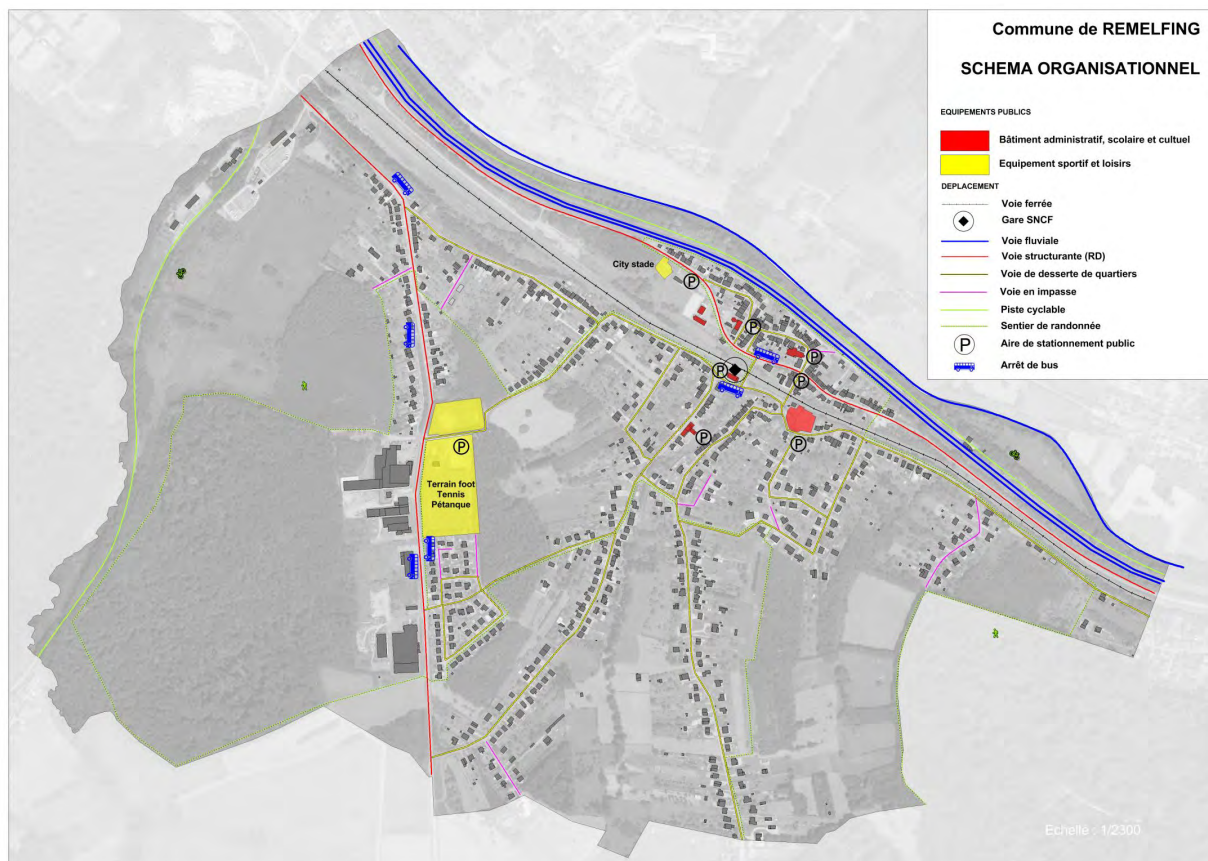 Commune de REMELFING
SCHEMA ORGANISATIONNEL
EQUIPEMENTS PUBLICS
Bâtiment administratif, scolaire et cultuel
Equipement sportif et loisirs
DEPLACEMENT
Voie ferrée
Gare SNCF
Voie fluviale
Voie structurante (RD)
Voie de desserte de quartiers
Voie en impasse
Piste cyclable
Sentier de randonnée
P Aire de stationnement public
Arrêt de bus
City stade
P
P
P
P
P
P
P
P
Terrain foot
Tennis
Pétanque
Echelle : 1/2300